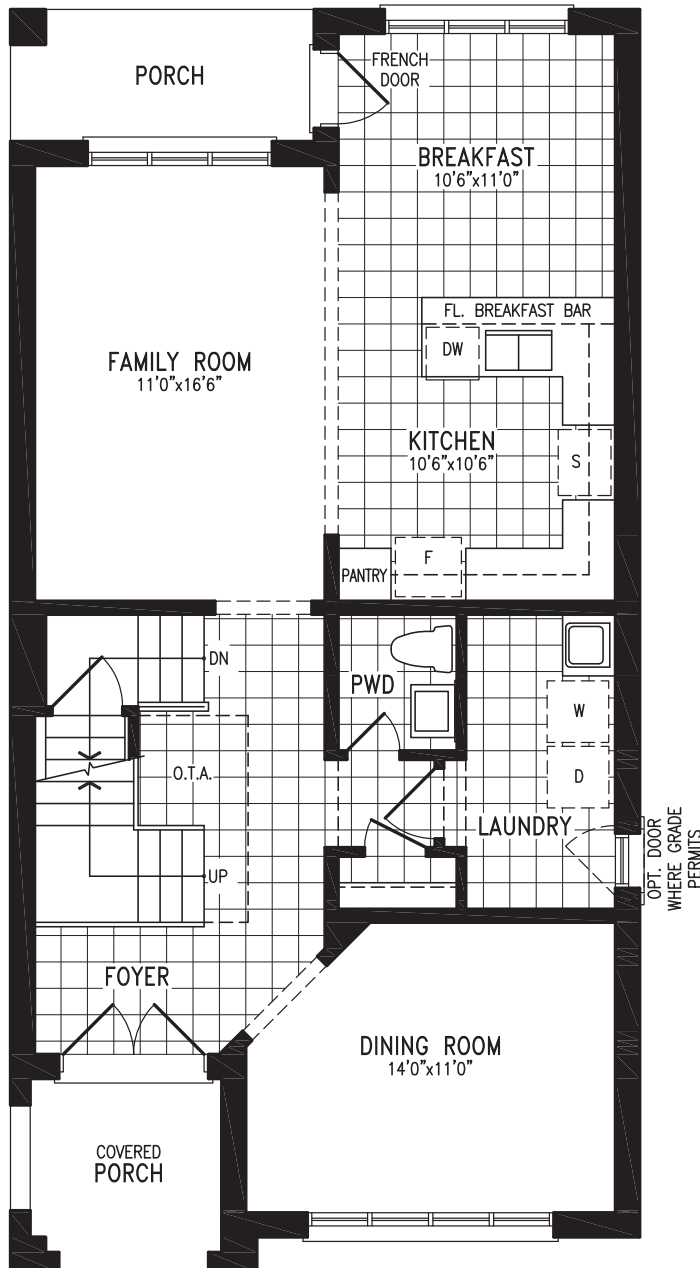 PORCH
FRENCH
DOOR
BREAKFAST
10'6"x11'0"
FL. BREAKFAST BAR
DW
FAMILY ROOM
11'0"x16'6"
KITCHEN
10'6"x10'6"
S
PANTRY
F
DN
PWD
W
O.T.A.
D
LAUNDRY
OPT. DOOR
WHERE GRADE
PERMITS
UP
FOYER
DINING ROOM
14'0"x11'0"
COVERED
PORCH